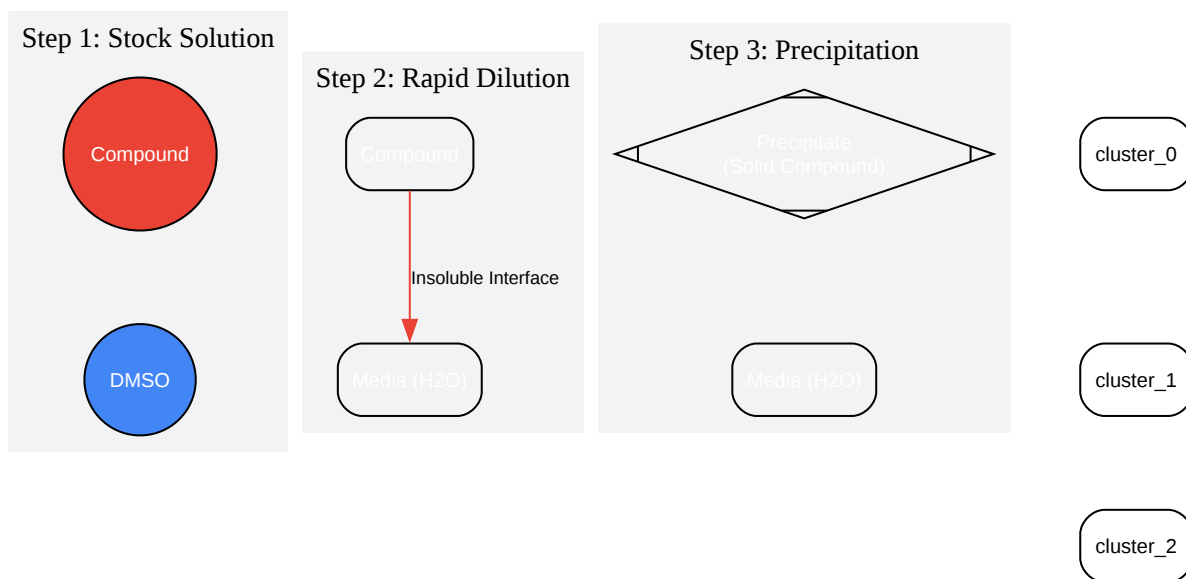 Step 1: Stock Solution
Compound
DMSO
Step 2: Rapid Dilution
Compound
Insoluble Interface
Media (H2O)
Step 3: Precipitation
Precipitate
(Solid Compound)
Media (H2O)
cluster_0
cluster_1
cluster_2